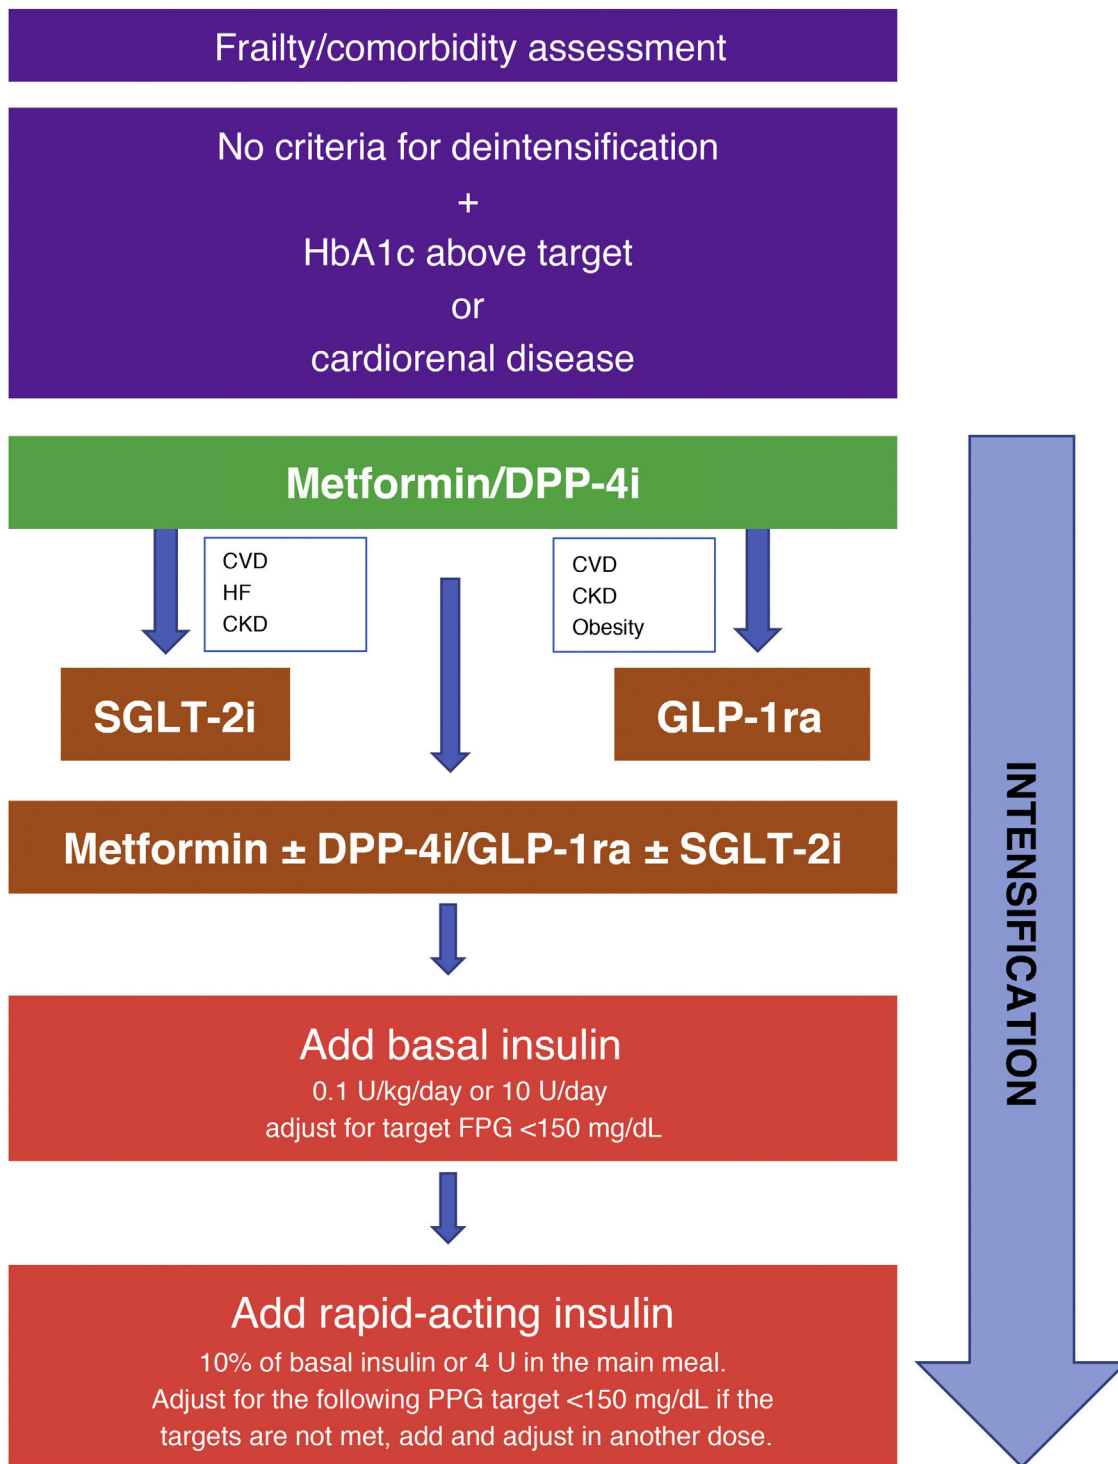 Frailty/comorbidity assessment
No criteria for deintensification
+
HbA1c above target
or
cardiorenal disease
Metformin/DPP-4i
CVD
HF
CKD
CVD
CKD
Obesity
SGLT-2i
GLP-1ra
Metformin ± DPP-4i/GLP-1ra ± SGLT-2i
Add basal insulin
0.1 U/kg/day or 10 U/day
adjust for target FPG <150 mg/dL
Add rapid-acting insulin
10% of basal insulin or 4 U in the main meal.
Adjust for the following PPG target <150 mg/dL if the
targets are not met, add and adjust in another dose.
INTENSIFICATION